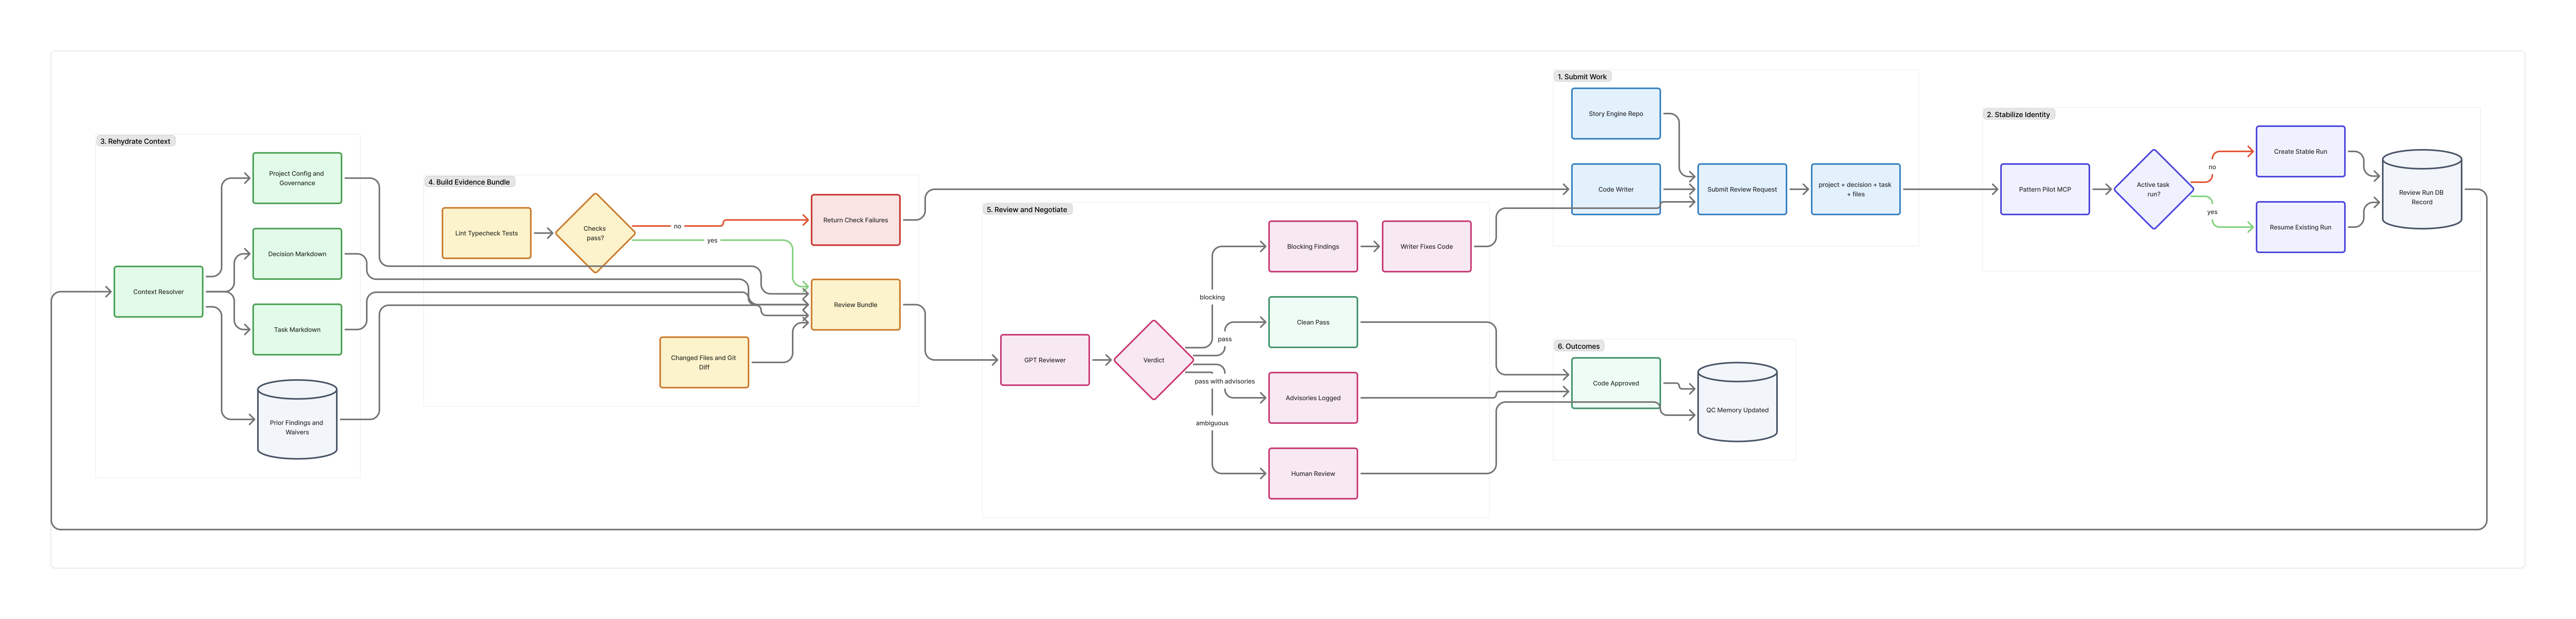 3. Rehydrate Context
Project Config and
Governance
Decision Markdown
Context Resolver
Task Markdown
Prior Findings and
Waivers
4. Build Evidence Bundle
Lint Typecheck Tests
Checks
pass?
no
yes
Return Check Failures
Review Bundle
Changed Files and Git
Diff
5. Review and Negotiate
GPT Reviewer
Verdict
blocking
pass
pass with advisories
ambiguous
Blocking Findings
Writer Fixes Code
Clean Pass
Advisories Logged
Human Review
1. Submit Work
Story Engine Repo
Code Writer
Submit Review Request
project + decision + task
+ files
6. Outcomes
Code Approved
QC Memory Updated
2. Stabilize Identity
Pattern Pilot MCP
Active task
run?
no
yes
Create Stable Run
Resume Existing Run
Review Run DB
Record